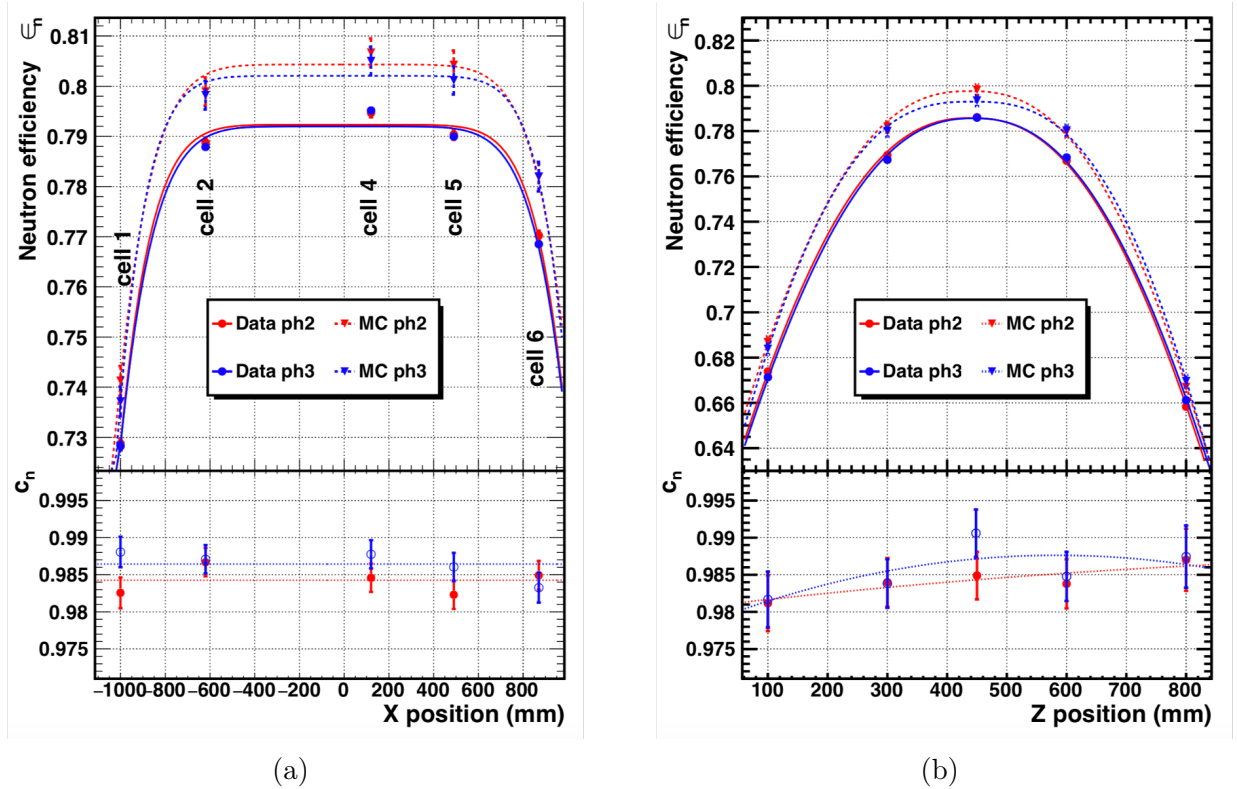 Neutron efficiency ∈n
0.81
0.8
0.79
0.78
0.77
0.76
0.75
0.74
0.73
cell 1
cell 2
cell 4
cell 5
cell 6
Data ph2
MC ph2
Data ph3
MC ph3
cn
0.995
0.99
0.985
0.98
0.975
−1000 −800 −600 −400 −200 0 200 400 600 800
X position (mm)
(a)
Neutron efficiency ∈n
0.82
0.8
0.78
0.76
0.74
0.72
0.7
0.68
0.66
0.64
Data ph2
MC ph2
Data ph3
MC ph3
cn
0.995
0.99
0.985
0.98
0.975
100 200 300 400 500 600 700 800
Z position (mm)
(b)